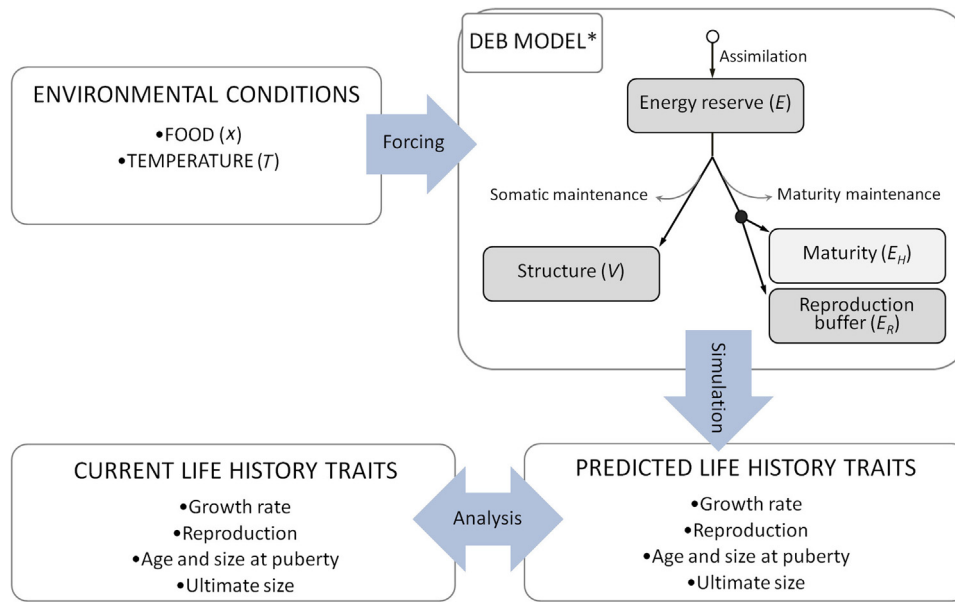 ENVIRONMENTAL CONDITIONS
•FOOD (x)
•TEMPERATURE (T)
Forcing
DEB MODEL*
Assimilation
Energy reserve (E)
Somatic maintenance
Maturity maintenance
Structure (V)
Maturity (E_H)
Reproduction
buffer (E_R)
Simulation
CURRENT LIFE HISTORY TRAITS
•Growth rate
•Reproduction
•Age and size at puberty
•Ultimate size
Analysis
PREDICTED LIFE HISTORY TRAITS
•Growth rate
•Reproduction
•Age and size at puberty
•Ultimate size